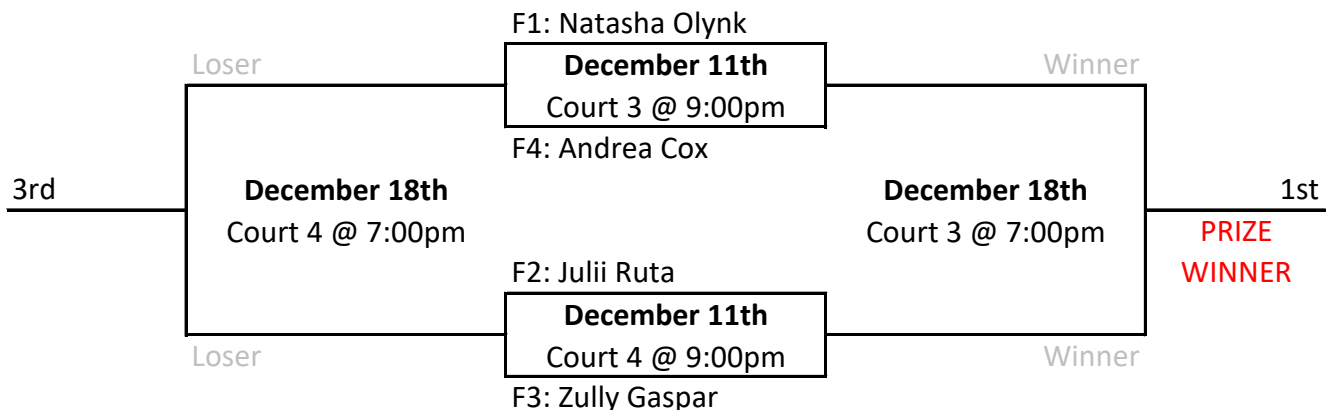 F1: Natasha Olynk
Loser
December 11th
Winner
Court 3 @ 9:00pm
F4: Andrea Cox
3rd
December 18th
December 18th
1st
Court 4 @ 7:00pm
Court 3 @ 7:00pm
PRIZE
WINNER
F2: Julii Ruta
December 11th
Loser
Court 4 @ 9:00pm
Winner
F3: Zully Gaspar